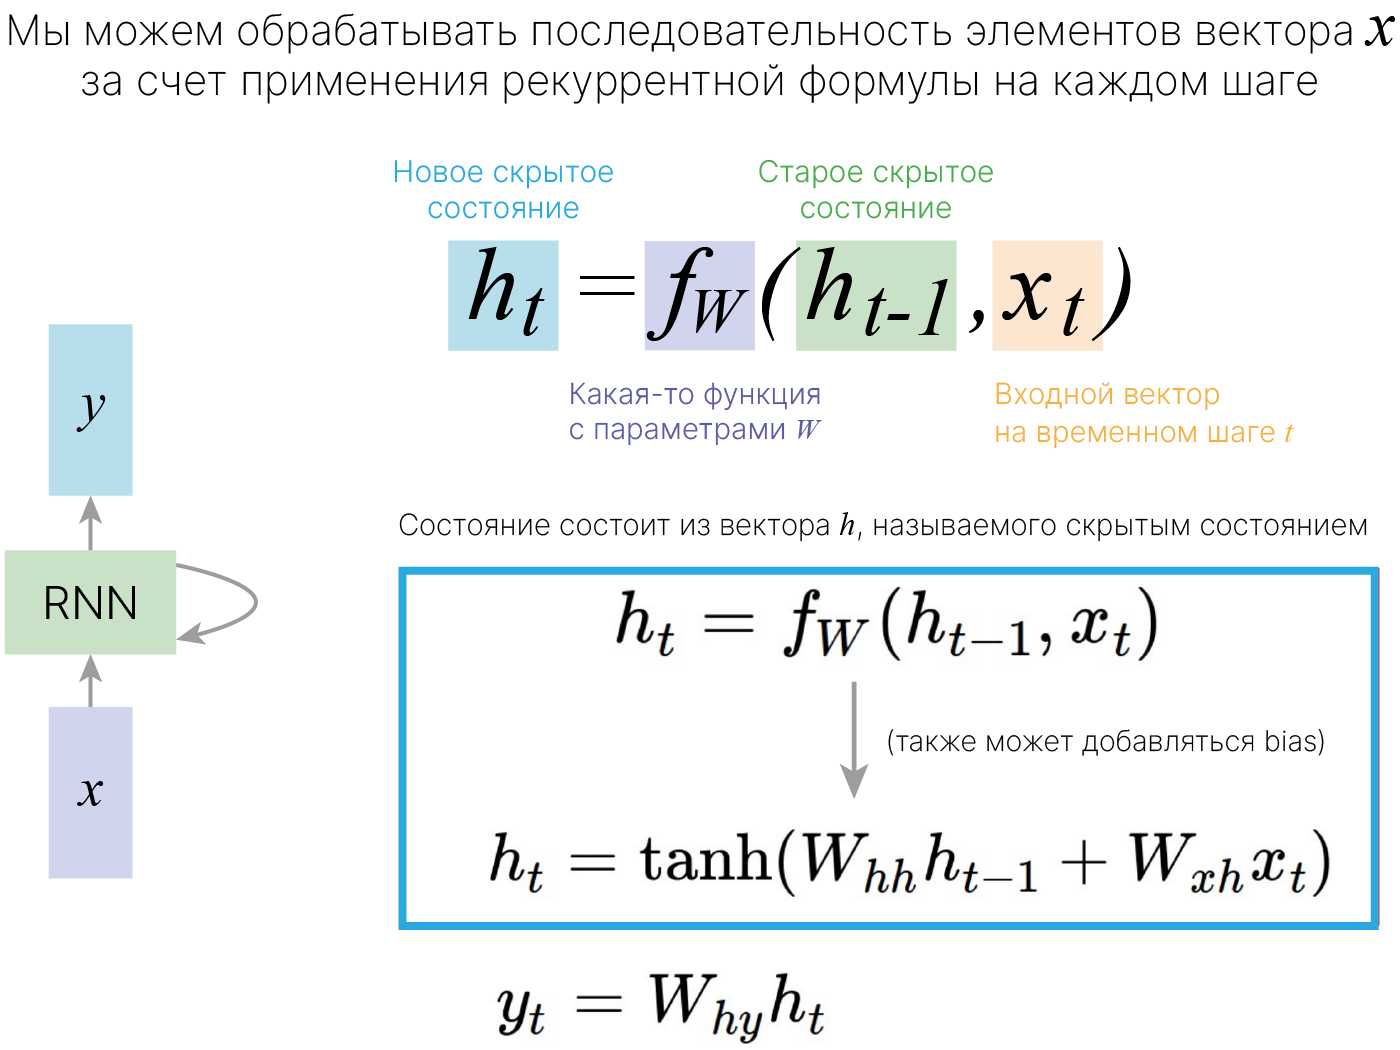 Мы можем обрабатывать последовательность элементов вектора x
за счет применения рекуррентной формулы на каждом шаге
Новое скрытое
состояние
Старое скрытое
состояние
h_t = f_W(h_{t-1}, x_t)
Какая-то функция
с параметрами W
Входной вектор
на временном шаге t
y
RNN
x
Состояние состоит из вектора h, называемого скрытым состоянием
h_t = f_W(h_{t-1}, x_t)
(также может добавляться bias)
h_t = tanh(W_{hh}h_{t-1} + W_{xh}x_t)
y_t = W_{hy}h_t